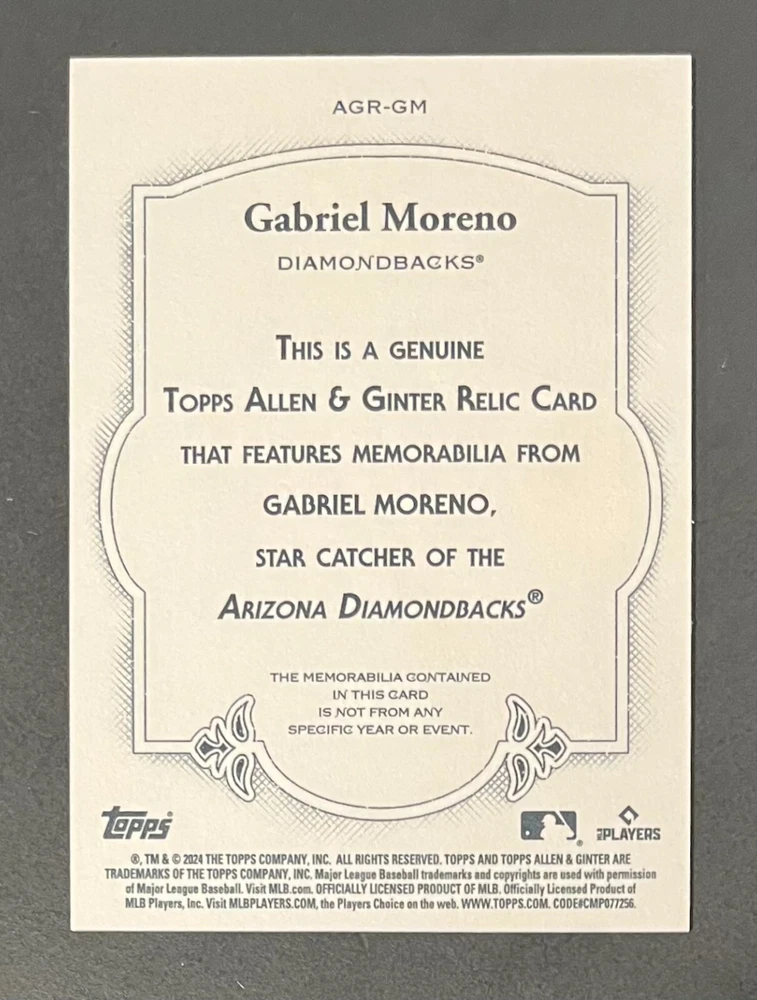 AGR-GM
Gabriel Moreno
DIAMONDBACKS®
THIS IS A GENUINE
TOPPS ALLEN & GINTER RELIC CARD
THAT FEATURES MEMORABILIA FROM
GABRIEL MORENO,
STAR CATCHER OF THE
ARIZONA DIAMONDBACKS®
THE MEMORABILIA CONTAINED
IN THIS CARD
IS NOT FROM ANY
SPECIFIC YEAR OR EVENT.
topps®
® MLB PLAYERS
®, TM & © 2024 THE TOPPS COMPANY, INC. ALL RIGHTS RESERVED. TOPPS AND TOPPS ALLEN & GINTER ARE
TRADEMARKS OF THE TOPPS COMPANY, INC. Major League Baseball trademarks and copyrights are used with permission
of Major League Baseball. Visit MLB.com. OFFICIALLY LICENSED PRODUCT OF MLB. Officially Licensed Product of
MLB Players, Inc. Visit MLBPLAYERS.COM, the Players Choice on the web. WWW.TOPPS.COM. CODE#CMP077256.